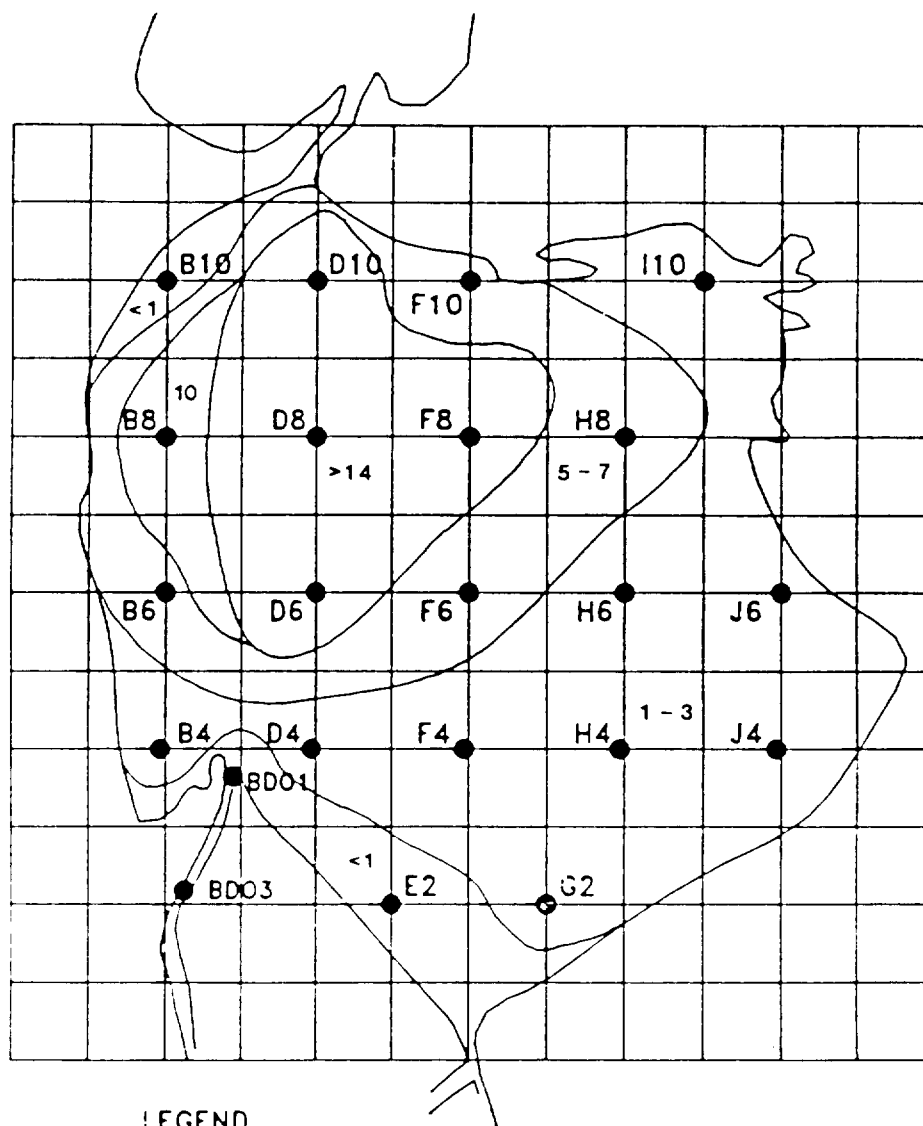 B10 D10 I10
F10
<1
10
B8 D8 F8 H8
>14 5-7
B6 D6 F6 H6 J6
1-3
B4 D4 F4 H4 J4
BD01
<1
BD03 E2 G2
LEGEND